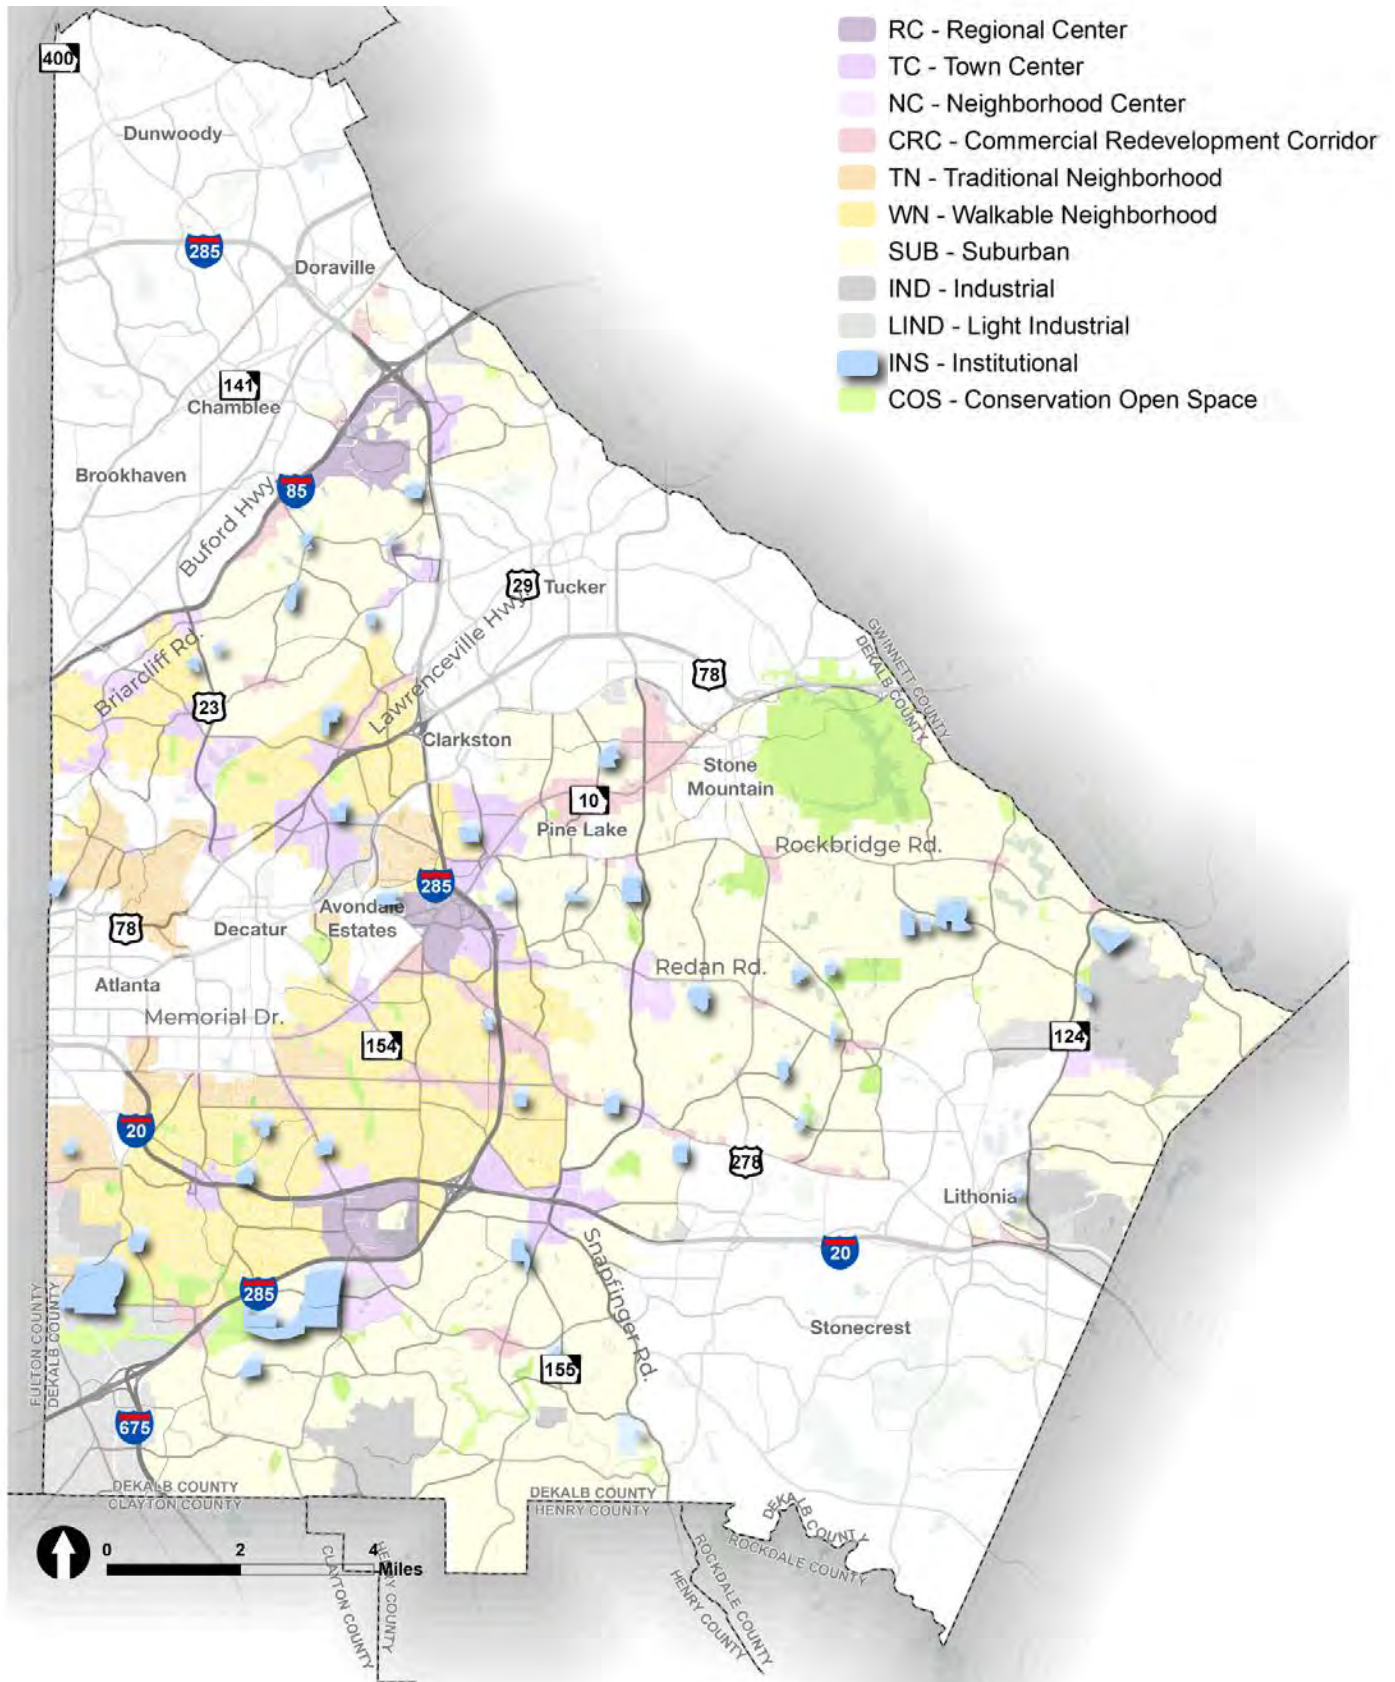 RC - Regional Center
TC - Town Center
NC - Neighborhood Center
CRC - Commercial Redevelopment Corridor
TN - Traditional Neighborhood
WN - Walkable Neighborhood
SUB - Suburban
IND - Industrial
LIND - Light Industrial
INS - Institutional
COS - Conservation Open Space
400
Dunwoody
285
Doraville
141
Chamblee
Brookhaven
85
Buford Hwy.
29
Tucker
Lawrenceville Hwy.
Briarcliff Rd.
GWINNETT COUNTY
DEKALB COUNTY
78
23
Clarkston
Stone
Mountain
10
Pine Lake
Rockbridge Rd.
285
Avondale
Estates
78
Decatur
Redan Rd.
Atlanta
Memorial Dr.
154
124
20
278
Lithonia
20
Snapfinger Rd.
285
Stonecrest
FULTON COUNTY
DEKALB COUNTY
155
675
DEKALB COUNTY
CLAYTON COUNTY
DEKALB COUNTY
HENRY COUNTY
DEKALB COUNTY
ROCKDALE COUNTY
0 2 4
Miles
CLAYTON COUNTY
HENRY COUNTY
ROCKDALE COUNTY
HENRY COUNTY